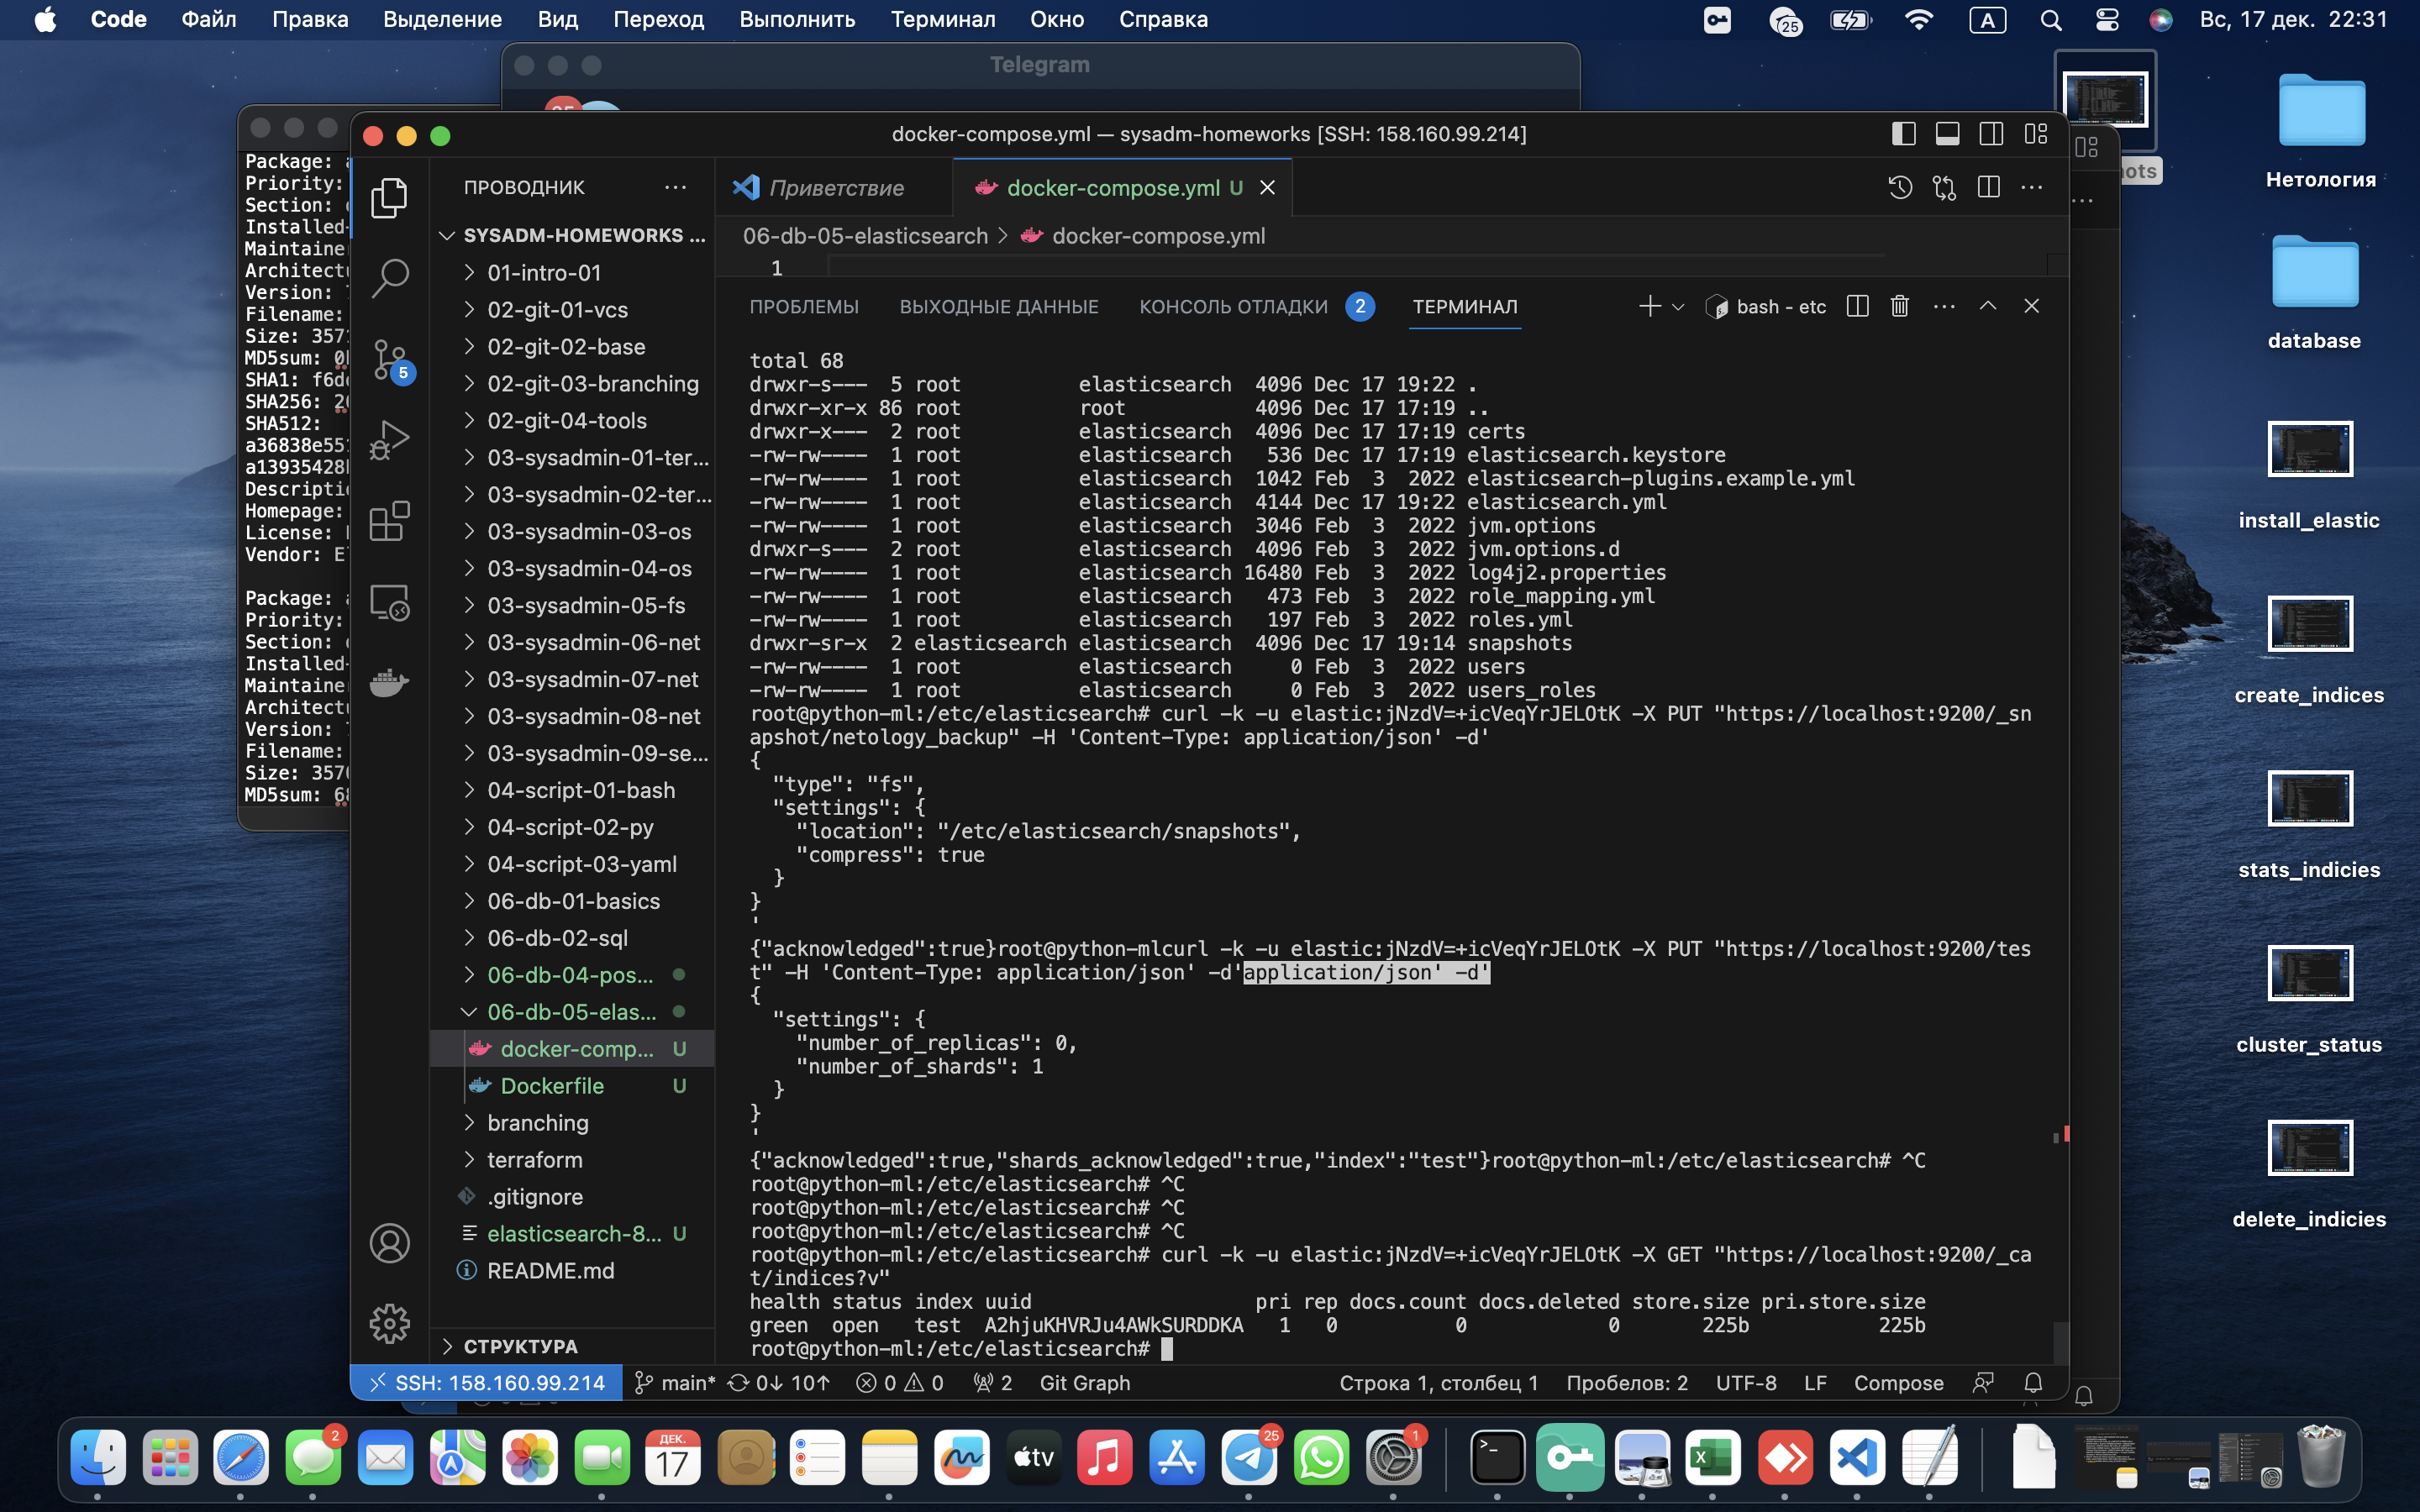 Code Файл Правка Выделение Вид Переход Выполнить Терминал Окно Справка
25 A Вс, 17 дек. 22:31
Telegram
Package:
Priority:
Section:
Installed-
Maintaine
Architectu
Version:
Filename:
Size: 357
MD5sum:
SHA1: f6d
SHA256:
SHA512:
a36838e55
a13935428
Descriptio
Homepage:
License:
Vendor: E
Package:
Priority:
Section:
Installed-
Maintaine
Architectu
Version:
Filename:
Size: 3570
MD5sum:
docker-compose.yml — sysadm-homeworks [SSH: 158.160.99.214]
ПРОВОДНИК
Приветствие
docker-compose.yml U
06-db-05-elasticsearch > docker-compose.yml
1
5
SYSADM-HOMEWORKS ...
01-intro-01
02-git-01-vcs
02-git-02-base
02-git-03-branching
02-git-04-tools
03-sysadmin-01-ter...
03-sysadmin-02-ter...
03-sysadmin-03-os
03-sysadmin-04-os
03-sysadmin-05-fs
03-sysadmin-06-net
03-sysadmin-07-net
03-sysadmin-08-net
03-sysadmin-09-se...
04-script-01-bash
04-script-02-py
04-script-03-yaml
06-db-01-basics
06-db-02-sql
06-db-04-pos...
06-db-05-elas...
docker-comp... U
Dockerfile U
branching
terraform
.gitignore
elasticsearch-8... U
README.md
СТРУКТУРА
ПРОБЛЕМЫ ВЫХОДНЫЕ ДАННЫЕ КОНСОЛЬ ОТЛАДКИ 2 ТЕРМИНАЛ bash - etc
total 68
drwxr-s--- 5 root elasticsearch 4096 Dec 17 19:22 .
drwxr-xr-x 86 root root 4096 Dec 17 17:19 ..
drwxr-x--- 2 root elasticsearch 4096 Dec 17 17:19 certs
-rw-rw---- 1 root elasticsearch 536 Dec 17 17:19 elasticsearch.keystore
-rw-rw---- 1 root elasticsearch 1042 Feb 3 2022 elasticsearch-plugins.example.yml
-rw-rw---- 1 root elasticsearch 4144 Dec 17 19:22 elasticsearch.yml
-rw-rw---- 1 root elasticsearch 3046 Feb 3 2022 jvm.options
drwxr-s--- 2 root elasticsearch 4096 Feb 3 2022 jvm.options.d
-rw-rw---- 1 root elasticsearch 16480 Feb 3 2022 log4j2.properties
-rw-rw---- 1 root elasticsearch 473 Feb 3 2022 role_mapping.yml
-rw-rw---- 1 root elasticsearch 197 Feb 3 2022 roles.yml
drwxr-sr-x 2 elasticsearch elasticsearch 4096 Dec 17 19:14 snapshots
-rw-rw---- 1 root elasticsearch 0 Feb 3 2022 users
-rw-rw---- 1 root elasticsearch 0 Feb 3 2022 users_roles
root@python-ml:/etc/elasticsearch# curl -k -u elastic:jNzdV=+icVeqYrJELOtK -X PUT "https://localhost:9200/_sn
apshot/netology_backup" -H 'Content-Type: application/json' -d'
{
"type": "fs",
"settings": {
"location": "/etc/elasticsearch/snapshots",
"compress": true
}
}
'
{"acknowledged":true}root@python-mlcurl -k -u elastic:jNzdV=+icVeqYrJELOtK -X PUT "https://localhost:9200/tes
t" -H 'Content-Type: application/json' -d'application/json' -d'
{
"settings": {
"number_of_replicas": 0,
"number_of_shards": 1
}
}
'
{"acknowledged":true,"shards_acknowledged":true,"index":"test"}root@python-ml:/etc/elasticsearch# ^C
root@python-ml:/etc/elasticsearch# ^C
root@python-ml:/etc/elasticsearch# ^C
root@python-ml:/etc/elasticsearch# ^C
root@python-ml:/etc/elasticsearch# curl -k -u elastic:jNzdV=+icVeqYrJELOtK -X GET "https://localhost:9200/_ca
t/indices?v"
health status index uuid pri rep docs.count docs.deleted store.size pri.store.size
green open test A2hjuKHVRJu4AWkSURDDKA 1 0 0 0 225b 225b
root@python-ml:/etc/elasticsearch#
SSH: 158.160.99.214 main* 0↓ 10↑ 0 0 2 Git Graph Строка 1, столбец 1 Пробелов: 2 UTF-8 LF Compose
ots
Нетология
database
install_elastic
create_indices
stats_indicies
cluster_status
delete_indicies
2
ДЕК.
17
tv
25
1